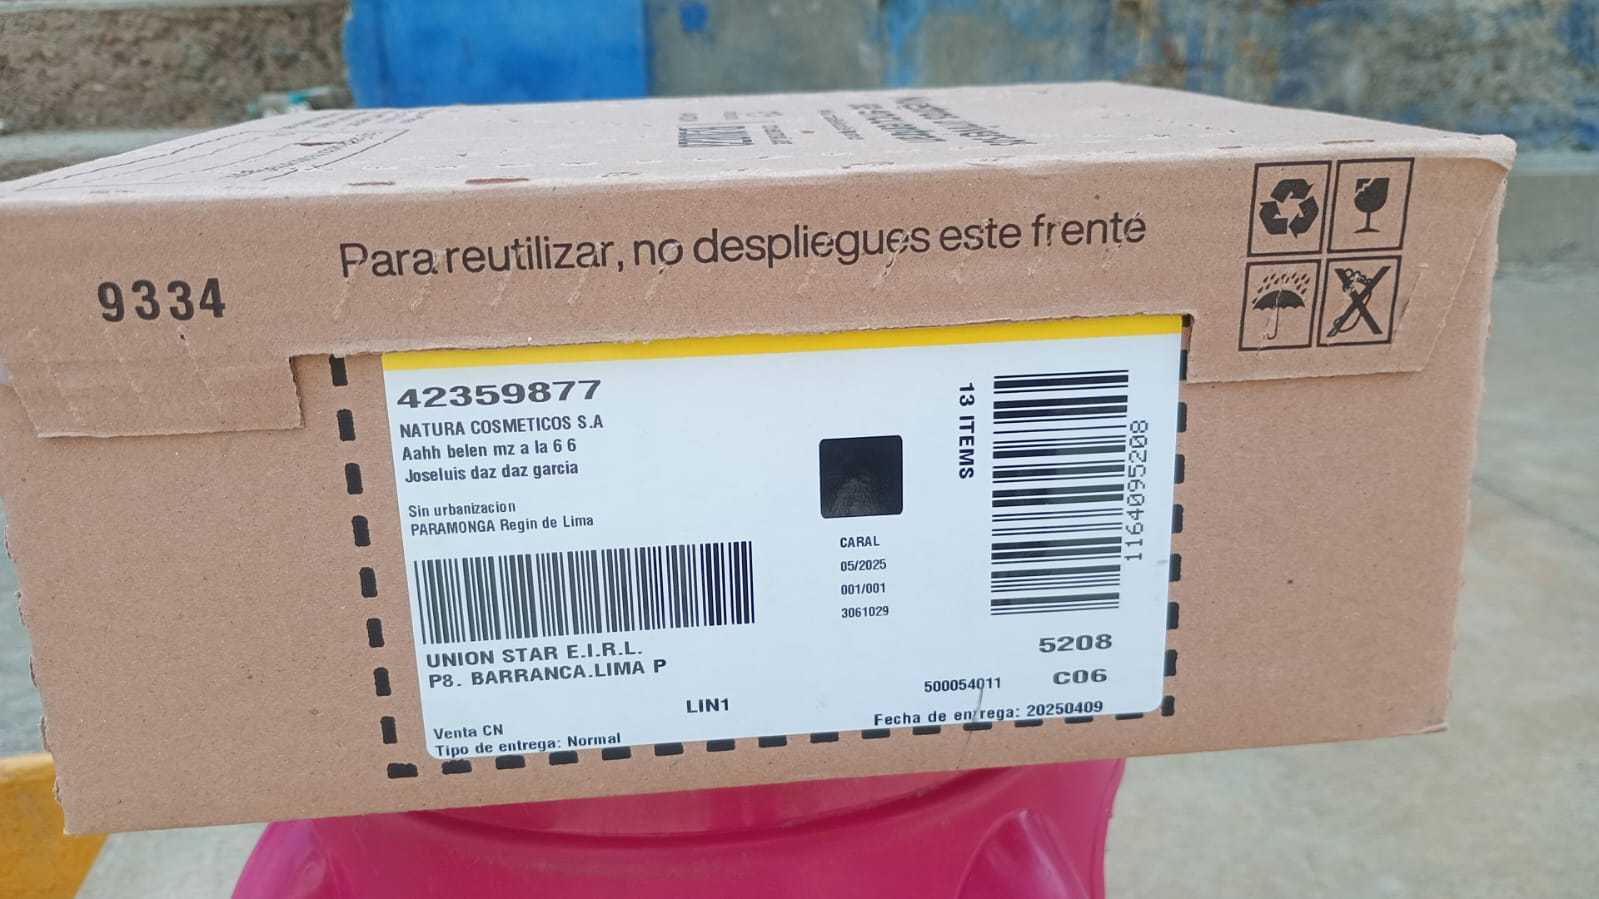 Para reutilizar, no despliegues este frente
9334
42359877
NATURA COSMETICOS S.A
Aahh belen mz a la 6 6
Joseluis daz daz garcia
Sin urbanizacion
PARAMONGA Regin de Lima
UNION STAR E.I.R.L.
P8. BARRANCA.LIMA P
LIN1
Venta CN
Tipo de entrega: Normal
CARAL
05/2025
001/001
3061029
13 ITEMS
1164095208
5208
C06
500054011
Fecha de entrega: 20250409